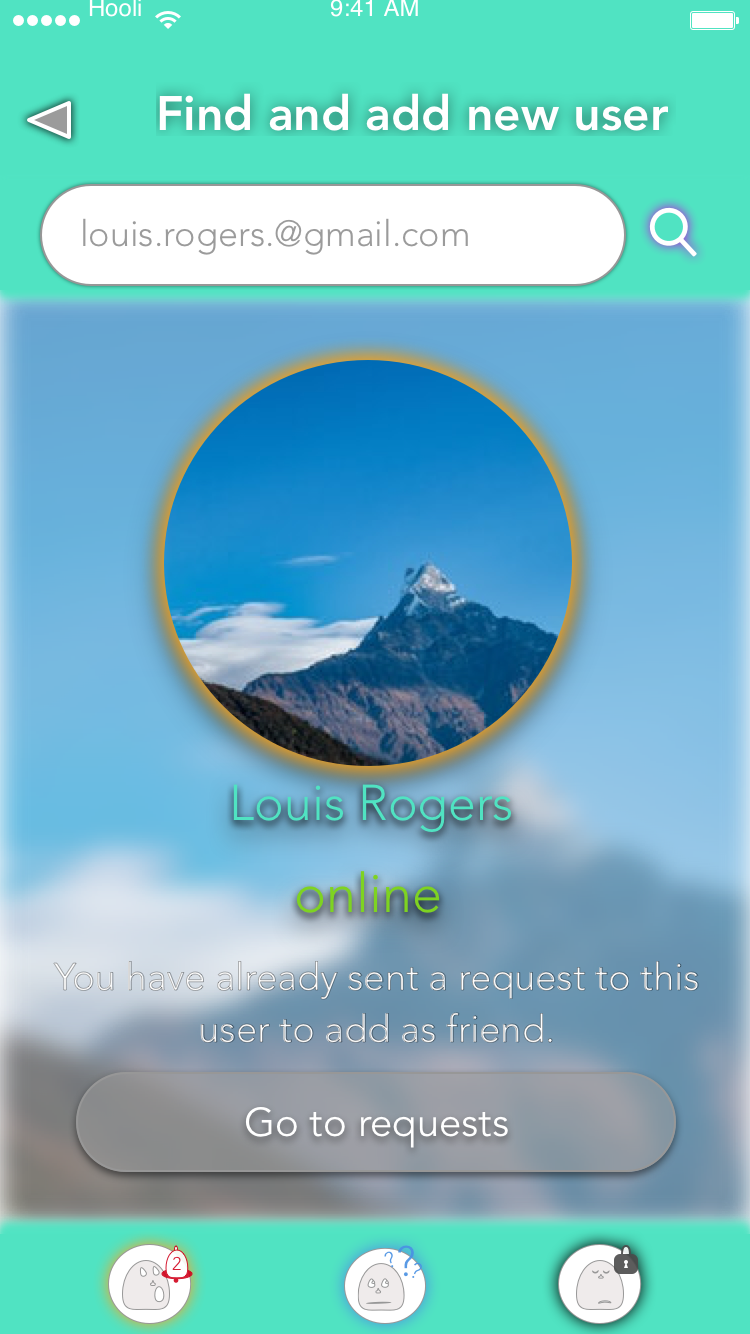 Hooli
9:41 AM
Find and add new user
louis.rogers.@gmail.com
Louis Rogers
online
You have already sent a request to this
user to add as friend.
Go to requests
2
? ? ?